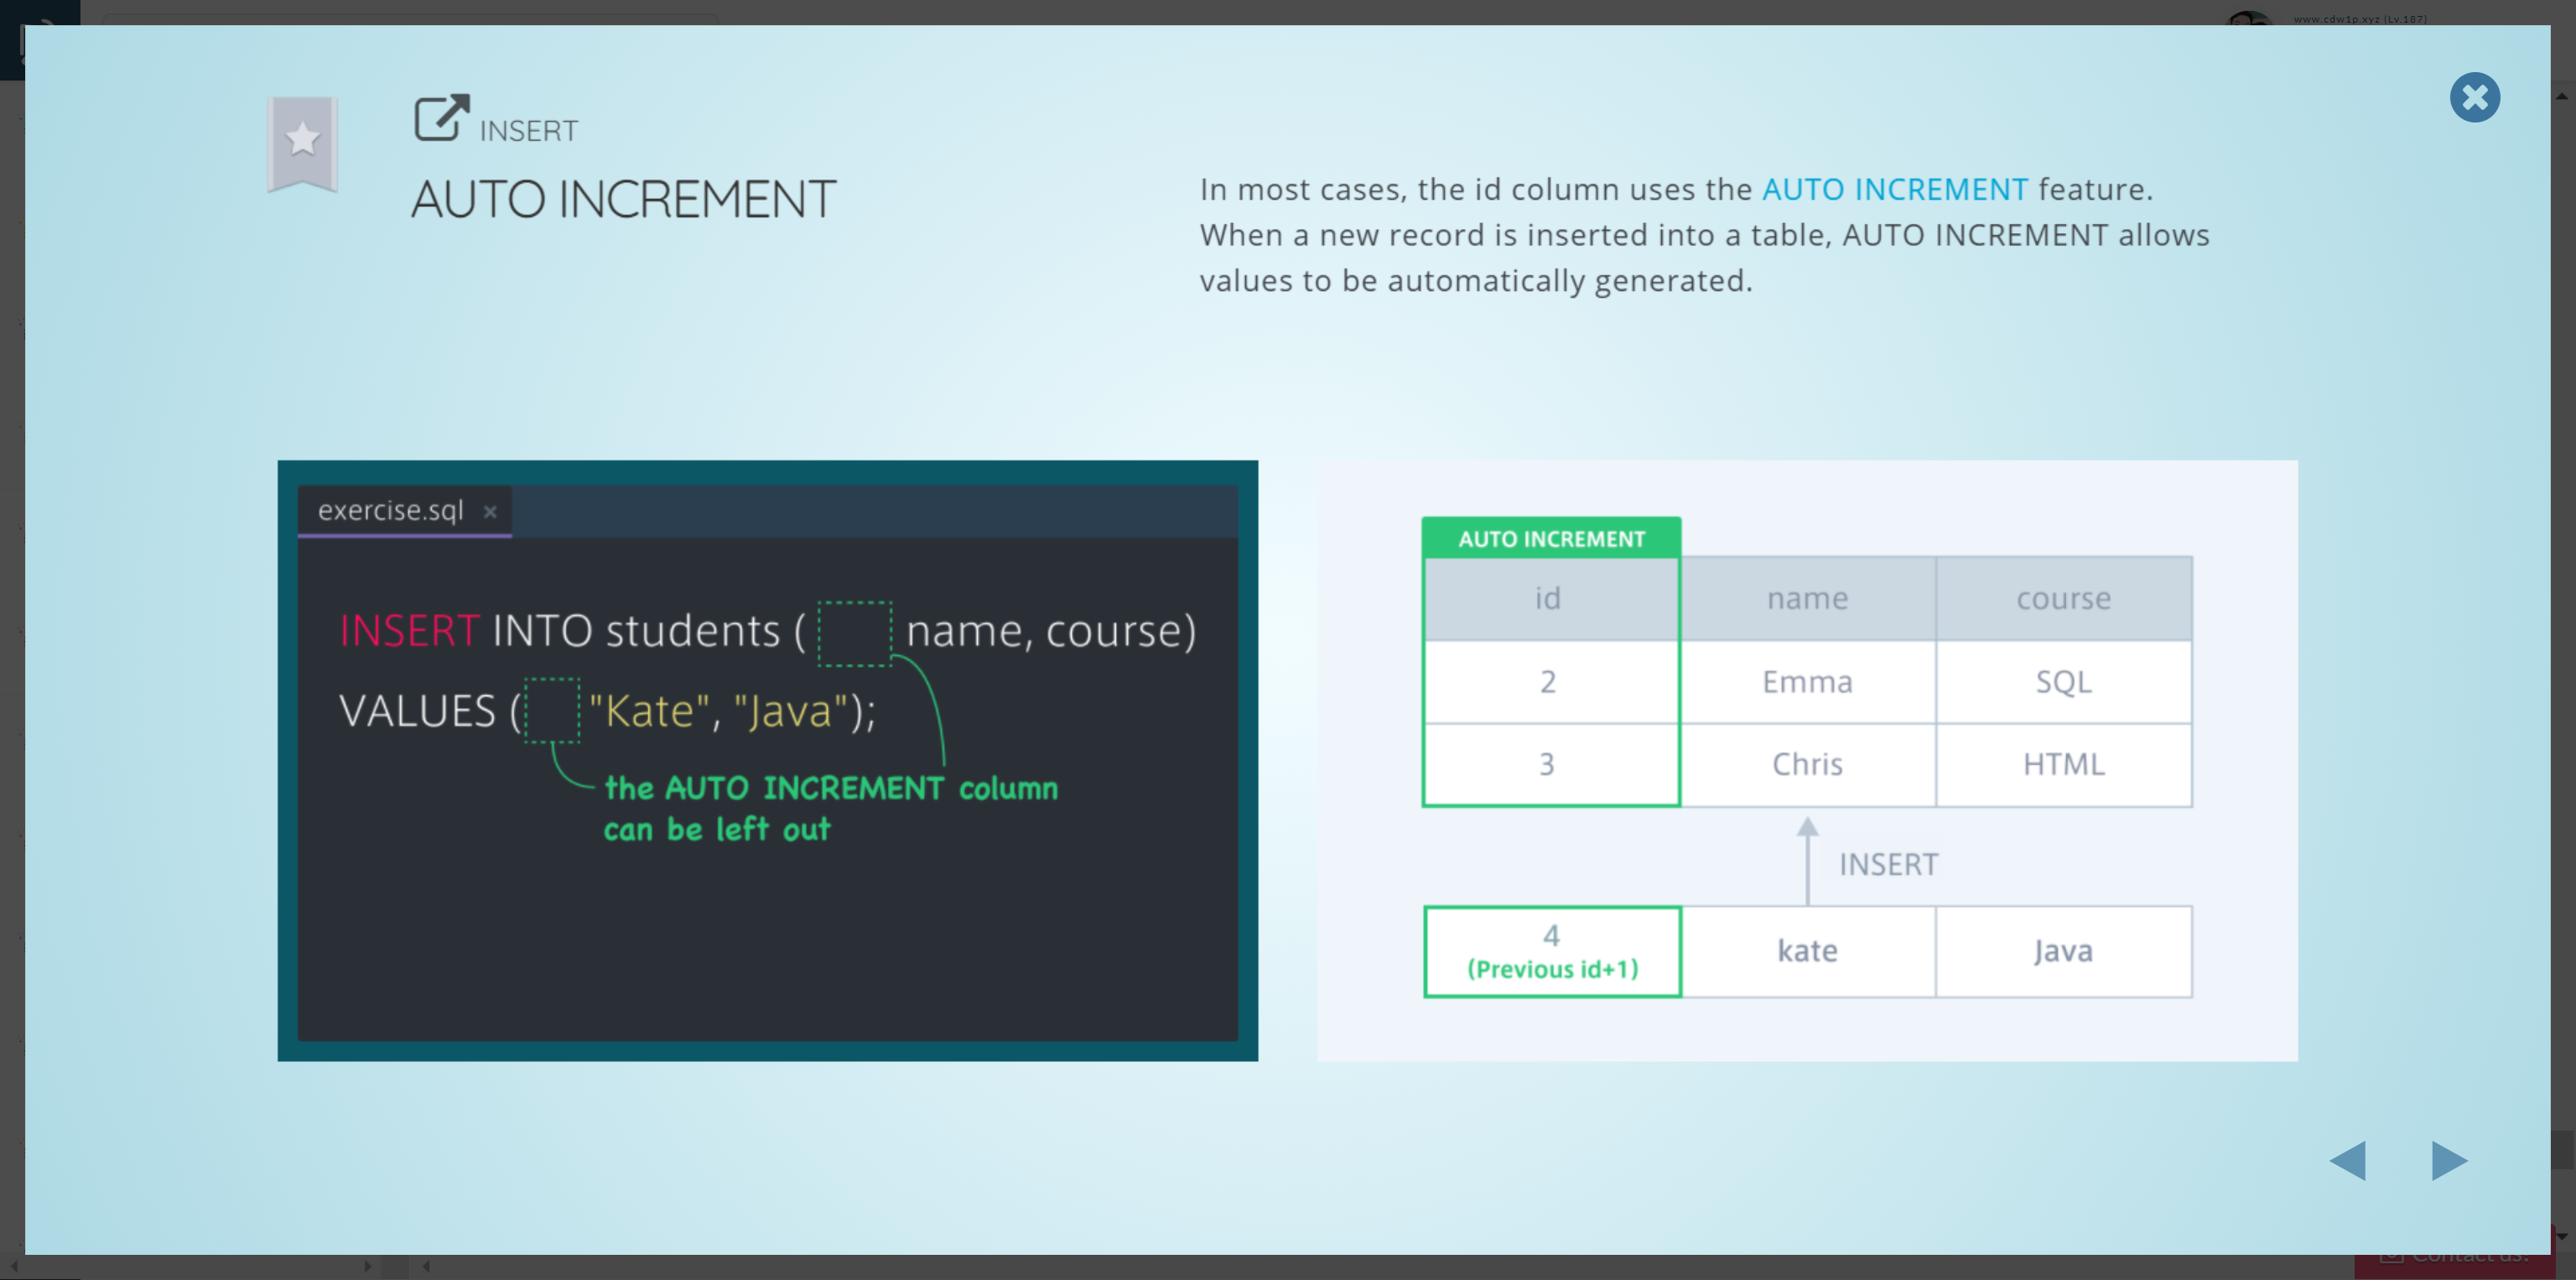 www.cdw1p.xyz (Lv.187)
INSERT
AUTO INCREMENT
In most cases, the id column uses the AUTO INCREMENT feature.
When a new record is inserted into a table, AUTO INCREMENT allows
values to be automatically generated.
exercise.sql ×
INSERT INTO students ( name, course)
VALUES ( "Kate", "Java");
the AUTO INCREMENT column
can be left out
AUTO INCREMENT
id name course
2 Emma SQL
3 Chris HTML
INSERT
4 kate Java
(Previous id+1)
Contact us!